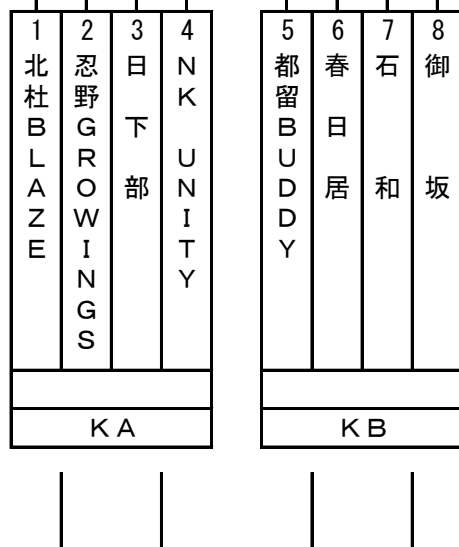 1 2 3 4 5 6 7 8
北杜BLAZE
忍野GROWINGS
日下部
NK UNITY
都留BUDDY
春日居
石和
御坂
KA KB